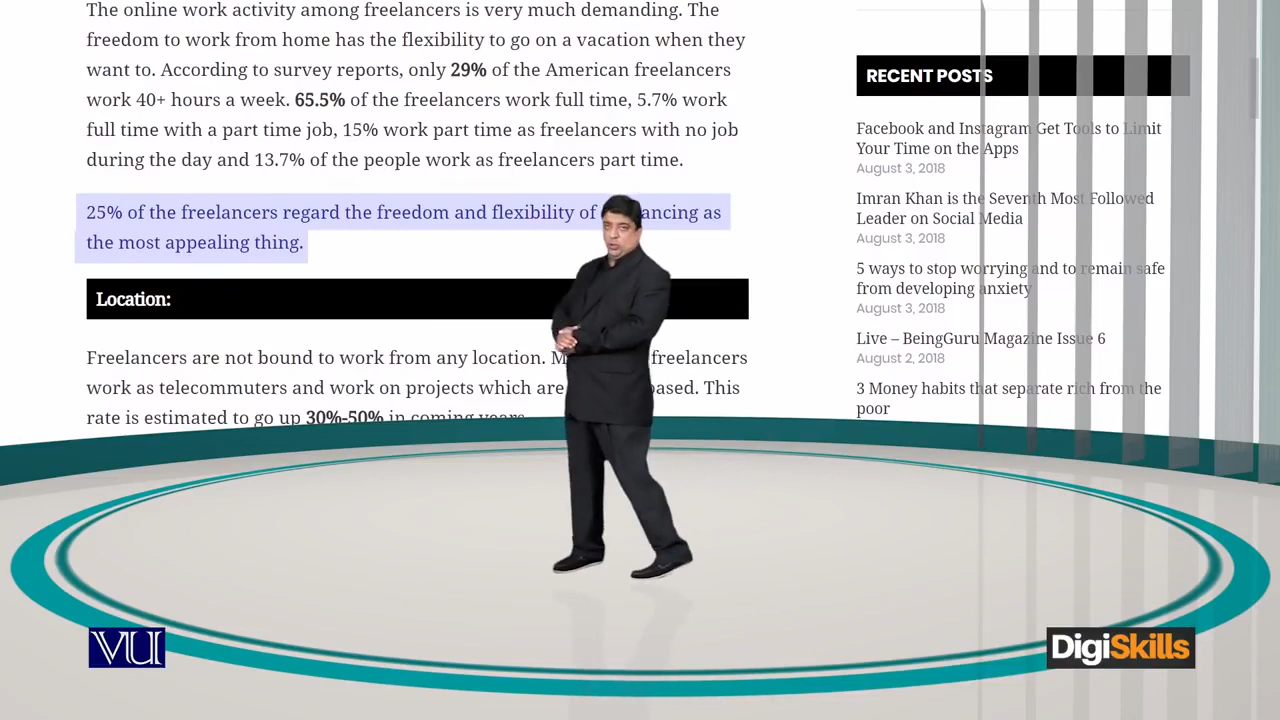 The online work activity among freelancers is very much demanding. The
freedom to work from home has the flexibility to go on a vacation when they
want to. According to survey reports, only 29% of the American freelancers
work 40+ hours a week. 65.5% of the freelancers work full time, 5.7% work
full time with a part time job, 15% work part time as freelancers with no job
during the day and 13.7% of the people work as freelancers part time.
25% of the freelancers regard the freedom and flexibility of ancing as
the most appealing thing.
Location:
Freelancers are not bound to work from any location. M freelancers
work as telecommuters and work on projects which are ased. This
rate is estimated to go up 30%-50% in coming years.
RECENT POSTS
Facebook and Instagram Get Tools to Limit
Your Time on the Apps
August 3, 2018
Imran Khan is the Seventh Most Followed
Leader on Social Media
August 3, 2018
5 ways to stop worrying and to remain safe
from developing anxiety
August 3, 2018
Live – BeingGuru Magazine Issue 6
August 2, 2018
3 Money habits that separate rich from the
poor
VU
DigiSkills